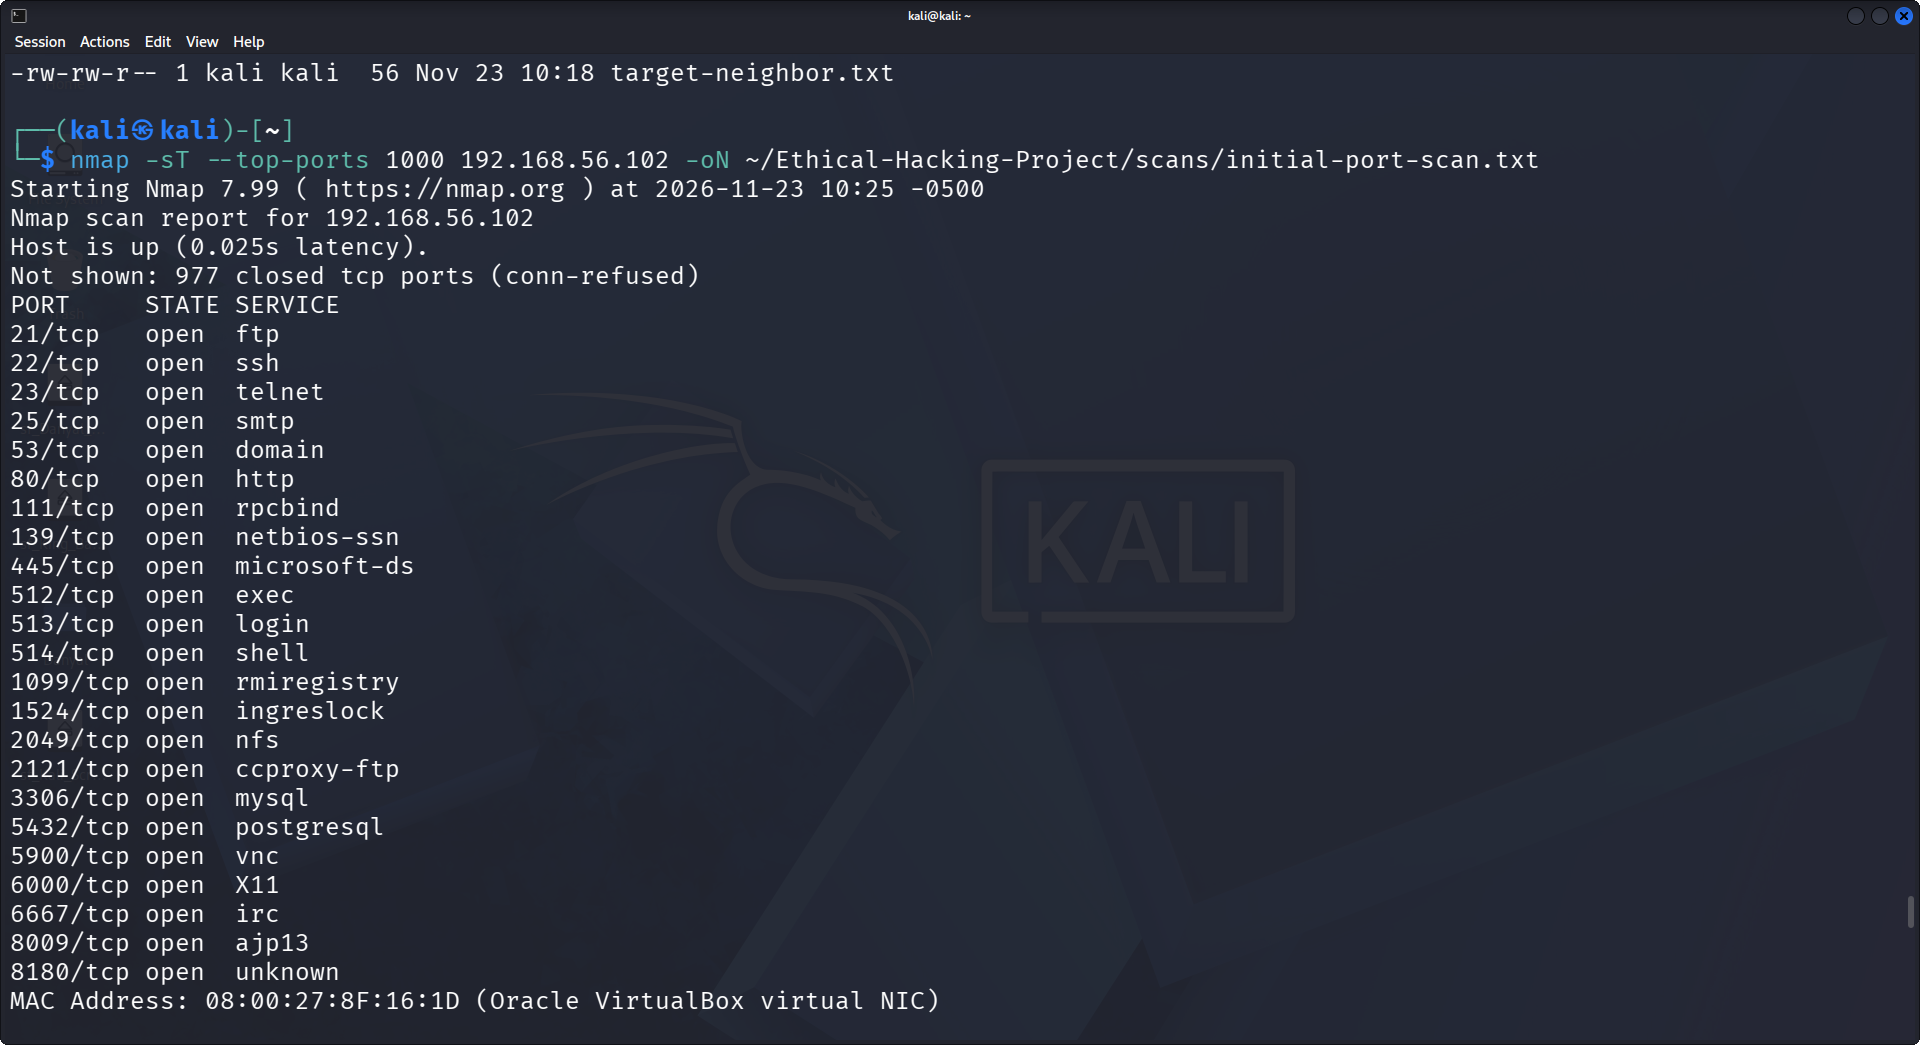 kali@kali: ~
Session Actions Edit View Help
-rw-rw-r-- 1 kali kali  56 Nov 23 10:18 target-neighbor.txt
┌──(kali㉿kali)-[~]
└─$ nmap -sT --top-ports 1000 192.168.56.102 -oN ~/Ethical-Hacking-Project/scans/initial-port-scan.txt
Starting Nmap 7.99 ( https://nmap.org ) at 2026-11-23 10:25 -0500
Nmap scan report for 192.168.56.102
Host is up (0.025s latency).
Not shown: 977 closed tcp ports (conn-refused)
PORT     STATE SERVICE
21/tcp   open  ftp
22/tcp   open  ssh
23/tcp   open  telnet
25/tcp   open  smtp
53/tcp   open  domain
80/tcp   open  http
111/tcp  open  rpcbind
139/tcp  open  netbios-ssn
445/tcp  open  microsoft-ds
512/tcp  open  exec
513/tcp  open  login
514/tcp  open  shell
1099/tcp open  rmiregistry
1524/tcp open  ingreslock
2049/tcp open  nfs
2121/tcp open  ccproxy-ftp
3306/tcp open  mysql
5432/tcp open  postgresql
5900/tcp open  vnc
6000/tcp open  X11
6667/tcp open  irc
8009/tcp open  ajp13
8180/tcp open  unknown
MAC Address: 08:00:27:8F:16:1D (Oracle VirtualBox virtual NIC)
KALI